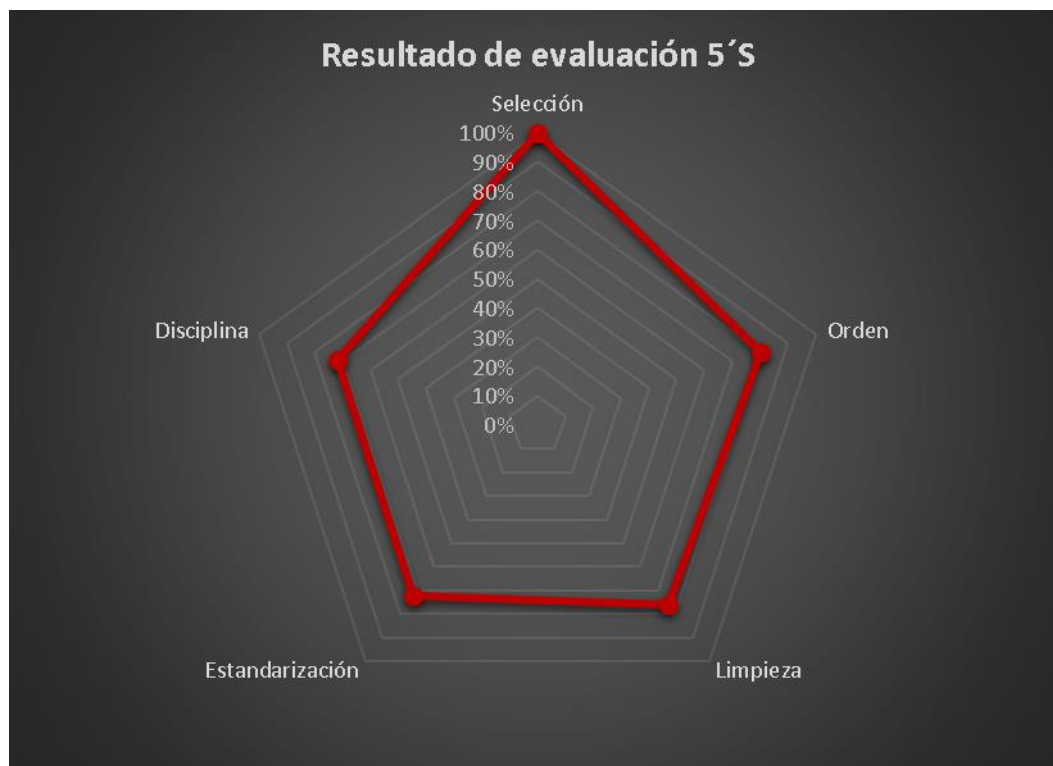 Resultado de evaluación 5´S
Selección
100%
90%
80%
70%
60%
50%
40%
30%
20%
10%
0%
Disciplina
Orden
Estandarización
Limpieza